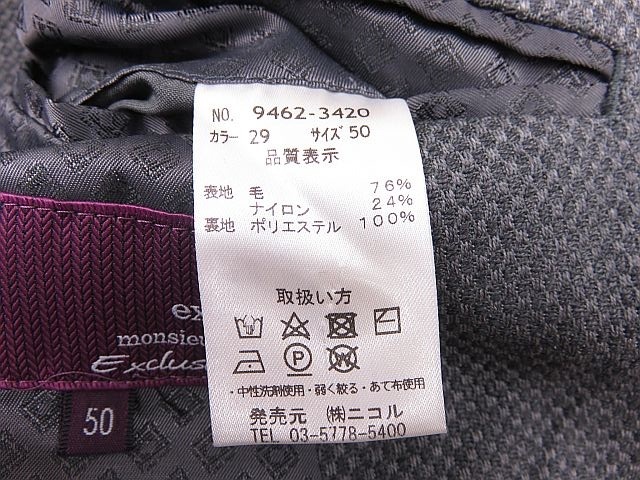 NO. 9462-3420
カラー 29 サイズ 50
品質表示
表地 毛 76%
ナイロン 24%
裏地 ポリエステル 100%
取扱い方
P
W
・中性洗剤使用・弱く絞る・あて布使用
発売元 (株)ニコル
TEL 03-5778-5400
ex
monsieu
Exclus
50